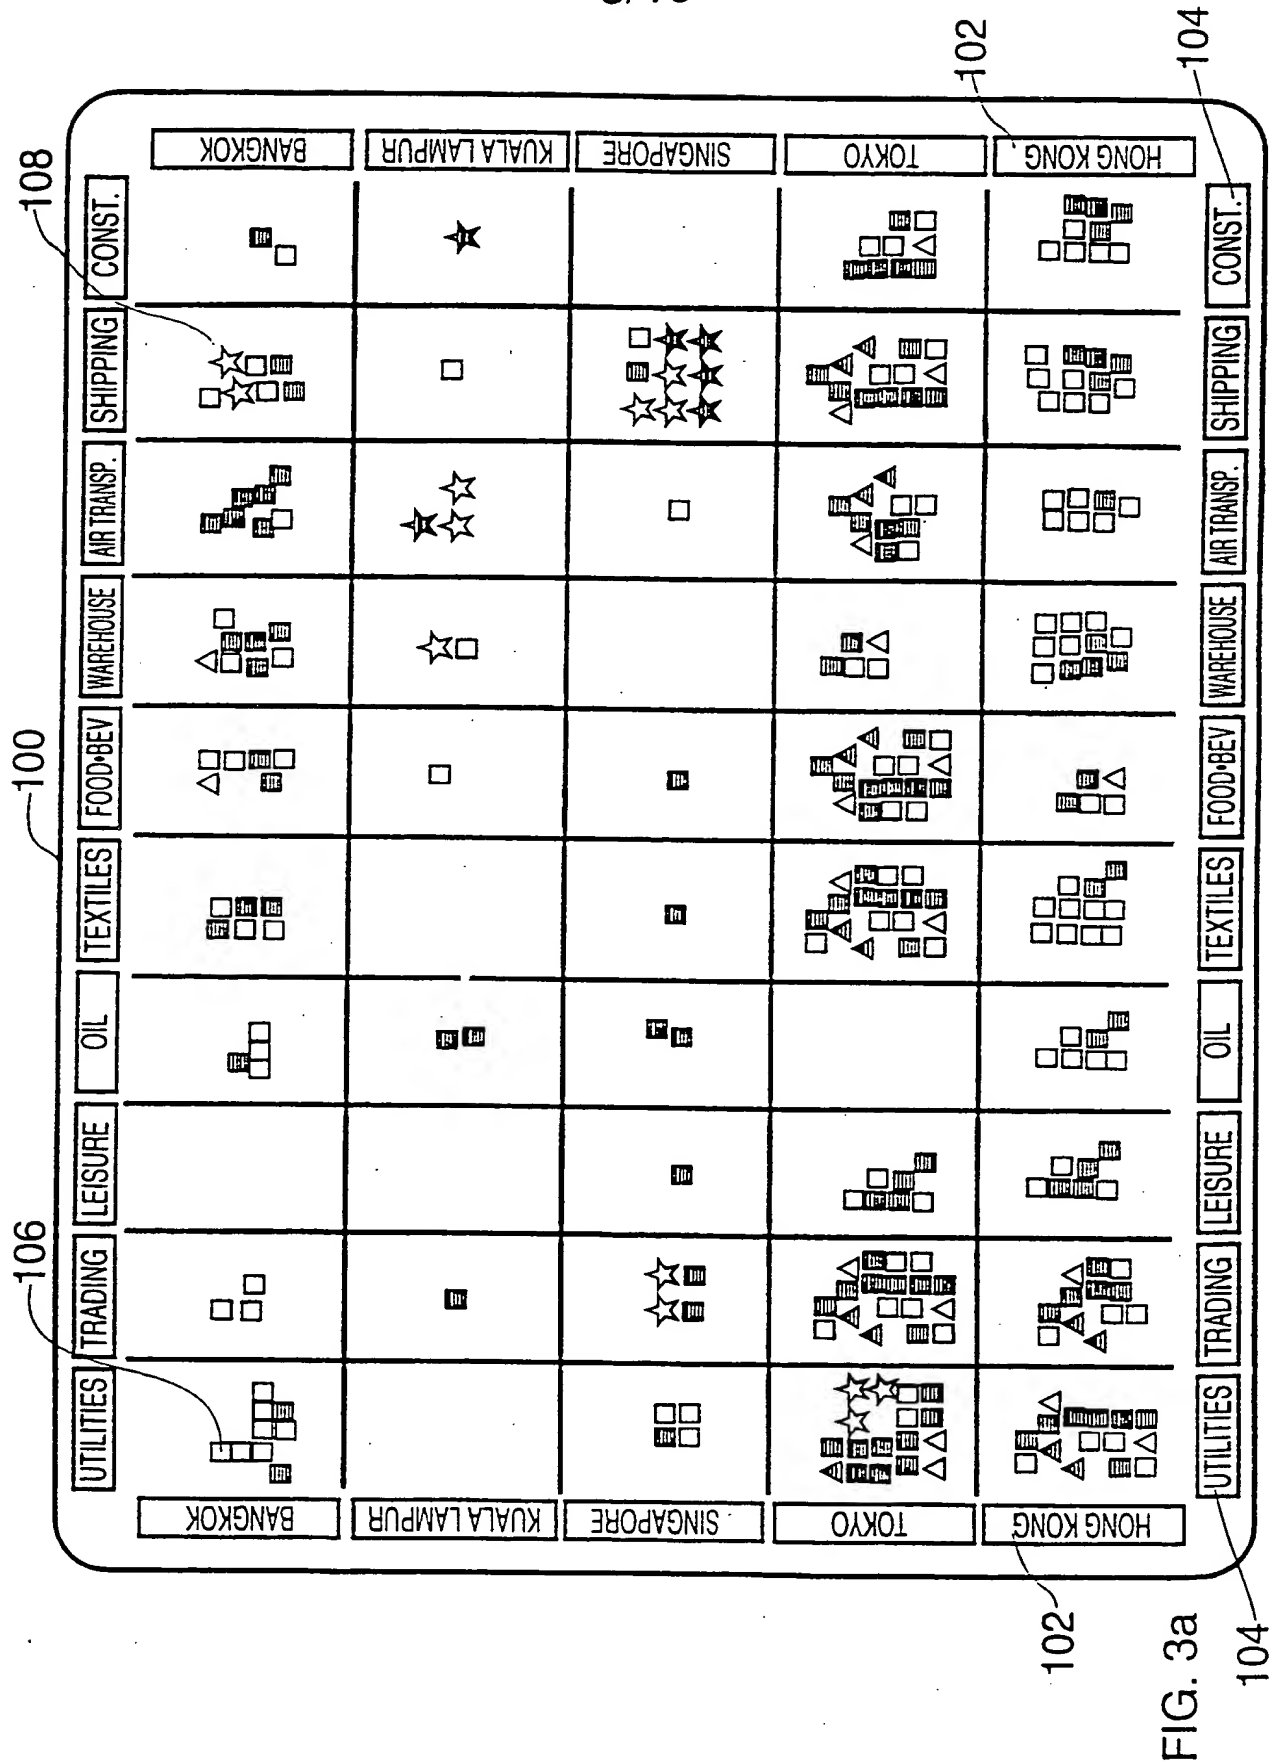 106
100
108
UTILITIES
TRADING
LEISURE
OIL
TEXTILES
FOOD•BEV
WAREHOUSE
AIR TRANSP.
SHIPPING
CONST.
BANGKOK
BANGKOK
KUALA LAMPUR
KUALA LAMPUR
SINGAPORE
SINGAPORE
TOKYO
TOKYO
HONG KONG
HONG KONG
102
102
UTILITIES
TRADING
LEISURE
OIL
TEXTILES
FOOD•BEV
WAREHOUSE
AIR TRANSP.
SHIPPING
CONST.
104
104
FIG. 3a